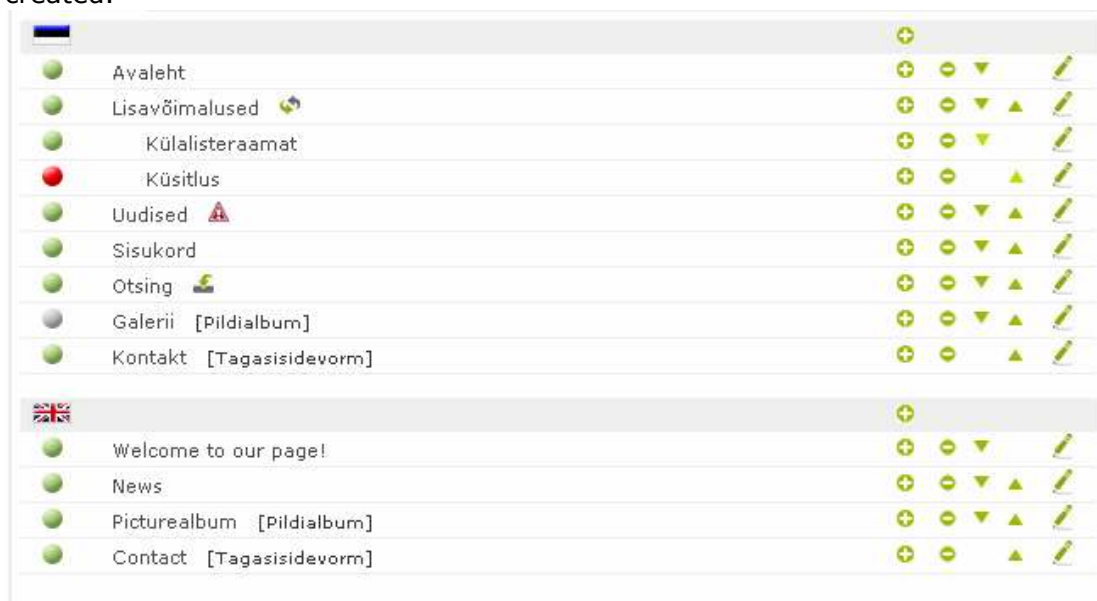 created.
Avaleht
Lisavõimalused
Külalisteraamat
Küsitlus
Uudised
Sisukord
Otsing
Galerii [Pildialbum]
Kontakt [Tagasisidevorm]
Welcome to our page!
News
Picturealbum [Pildialbum]
Contact [Tagasisidevorm]